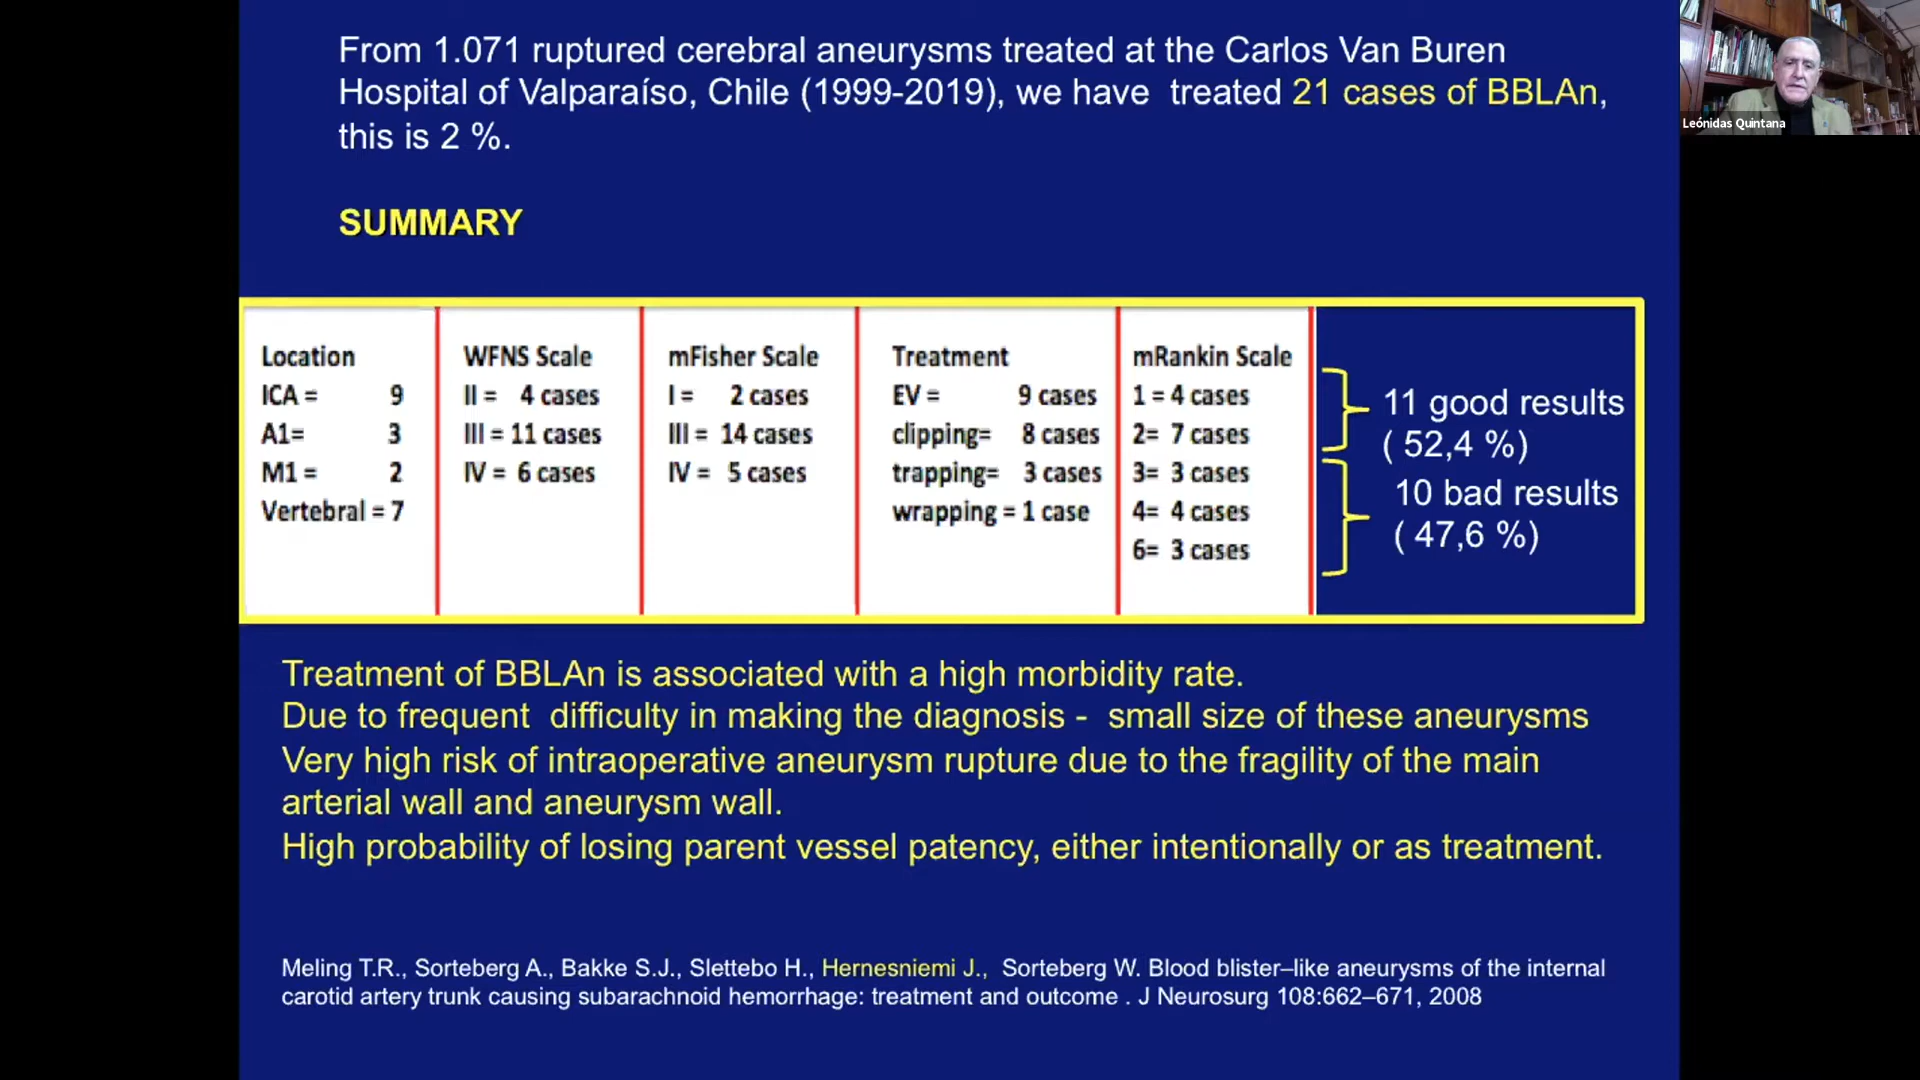 From 1.071 ruptured cerebral aneurysms treated at the Carlos Van Buren
Hospital of Valparaíso, Chile (1999-2019), we have treated 21 cases of BBLAn,
this is 2 %.
Leónidas Quintana
SUMMARY
Location
ICA = 9
A1= 3
M1 = 2
Vertebral = 7
WFNS Scale
II = 4 cases
III = 11 cases
IV = 6 cases
mFisher Scale
I = 2 cases
III = 14 cases
IV = 5 cases
Treatment
EV = 9 cases
clipping= 8 cases
trapping= 3 cases
wrapping = 1 case
mRankin Scale
1 = 4 cases
2= 7 cases
3= 3 cases
4= 4 cases
6= 3 cases
11 good results
( 52,4 %)
10 bad results
( 47,6 %)
Treatment of BBLAn is associated with a high morbidity rate.
Due to frequent difficulty in making the diagnosis - small size of these aneurysms
Very high risk of intraoperative aneurysm rupture due to the fragility of the main
arterial wall and aneurysm wall.
High probability of losing parent vessel patency, either intentionally or as treatment.
Meling T.R., Sorteberg A., Bakke S.J., Slettebo H., Hernesniemi J., Sorteberg W. Blood blister–like aneurysms of the internal
carotid artery trunk causing subarachnoid hemorrhage: treatment and outcome . J Neurosurg 108:662–671, 2008